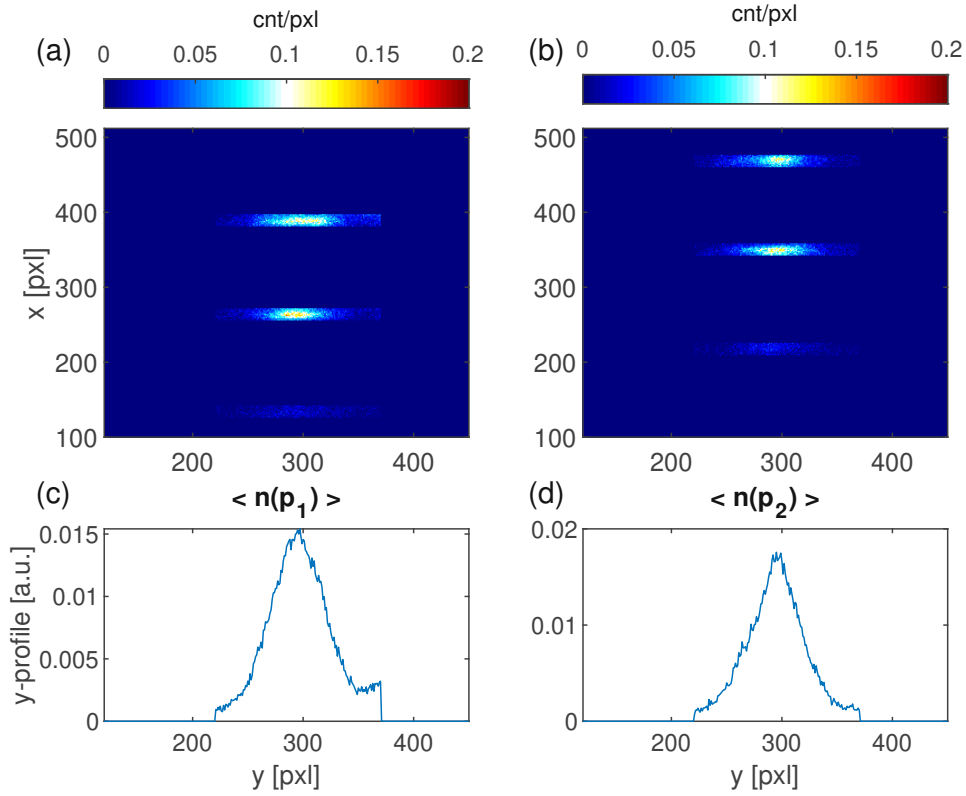 cnt/pxl
cnt/pxl
(a) 0 0.05 0.1 0.15 0.2
(b) 0 0.05 0.1 0.15 0.2
500
400
300
200
100
x [pxl]
200 300 400
500
400
300
200
100
200 300 400
(c) < n(p1) >
(d) < n(p2) >
0.015
0.01
0.005
0
y-profile [a.u.]
200 300 400
y [pxl]
0.02
0.01
0
200 300 400
y [pxl]